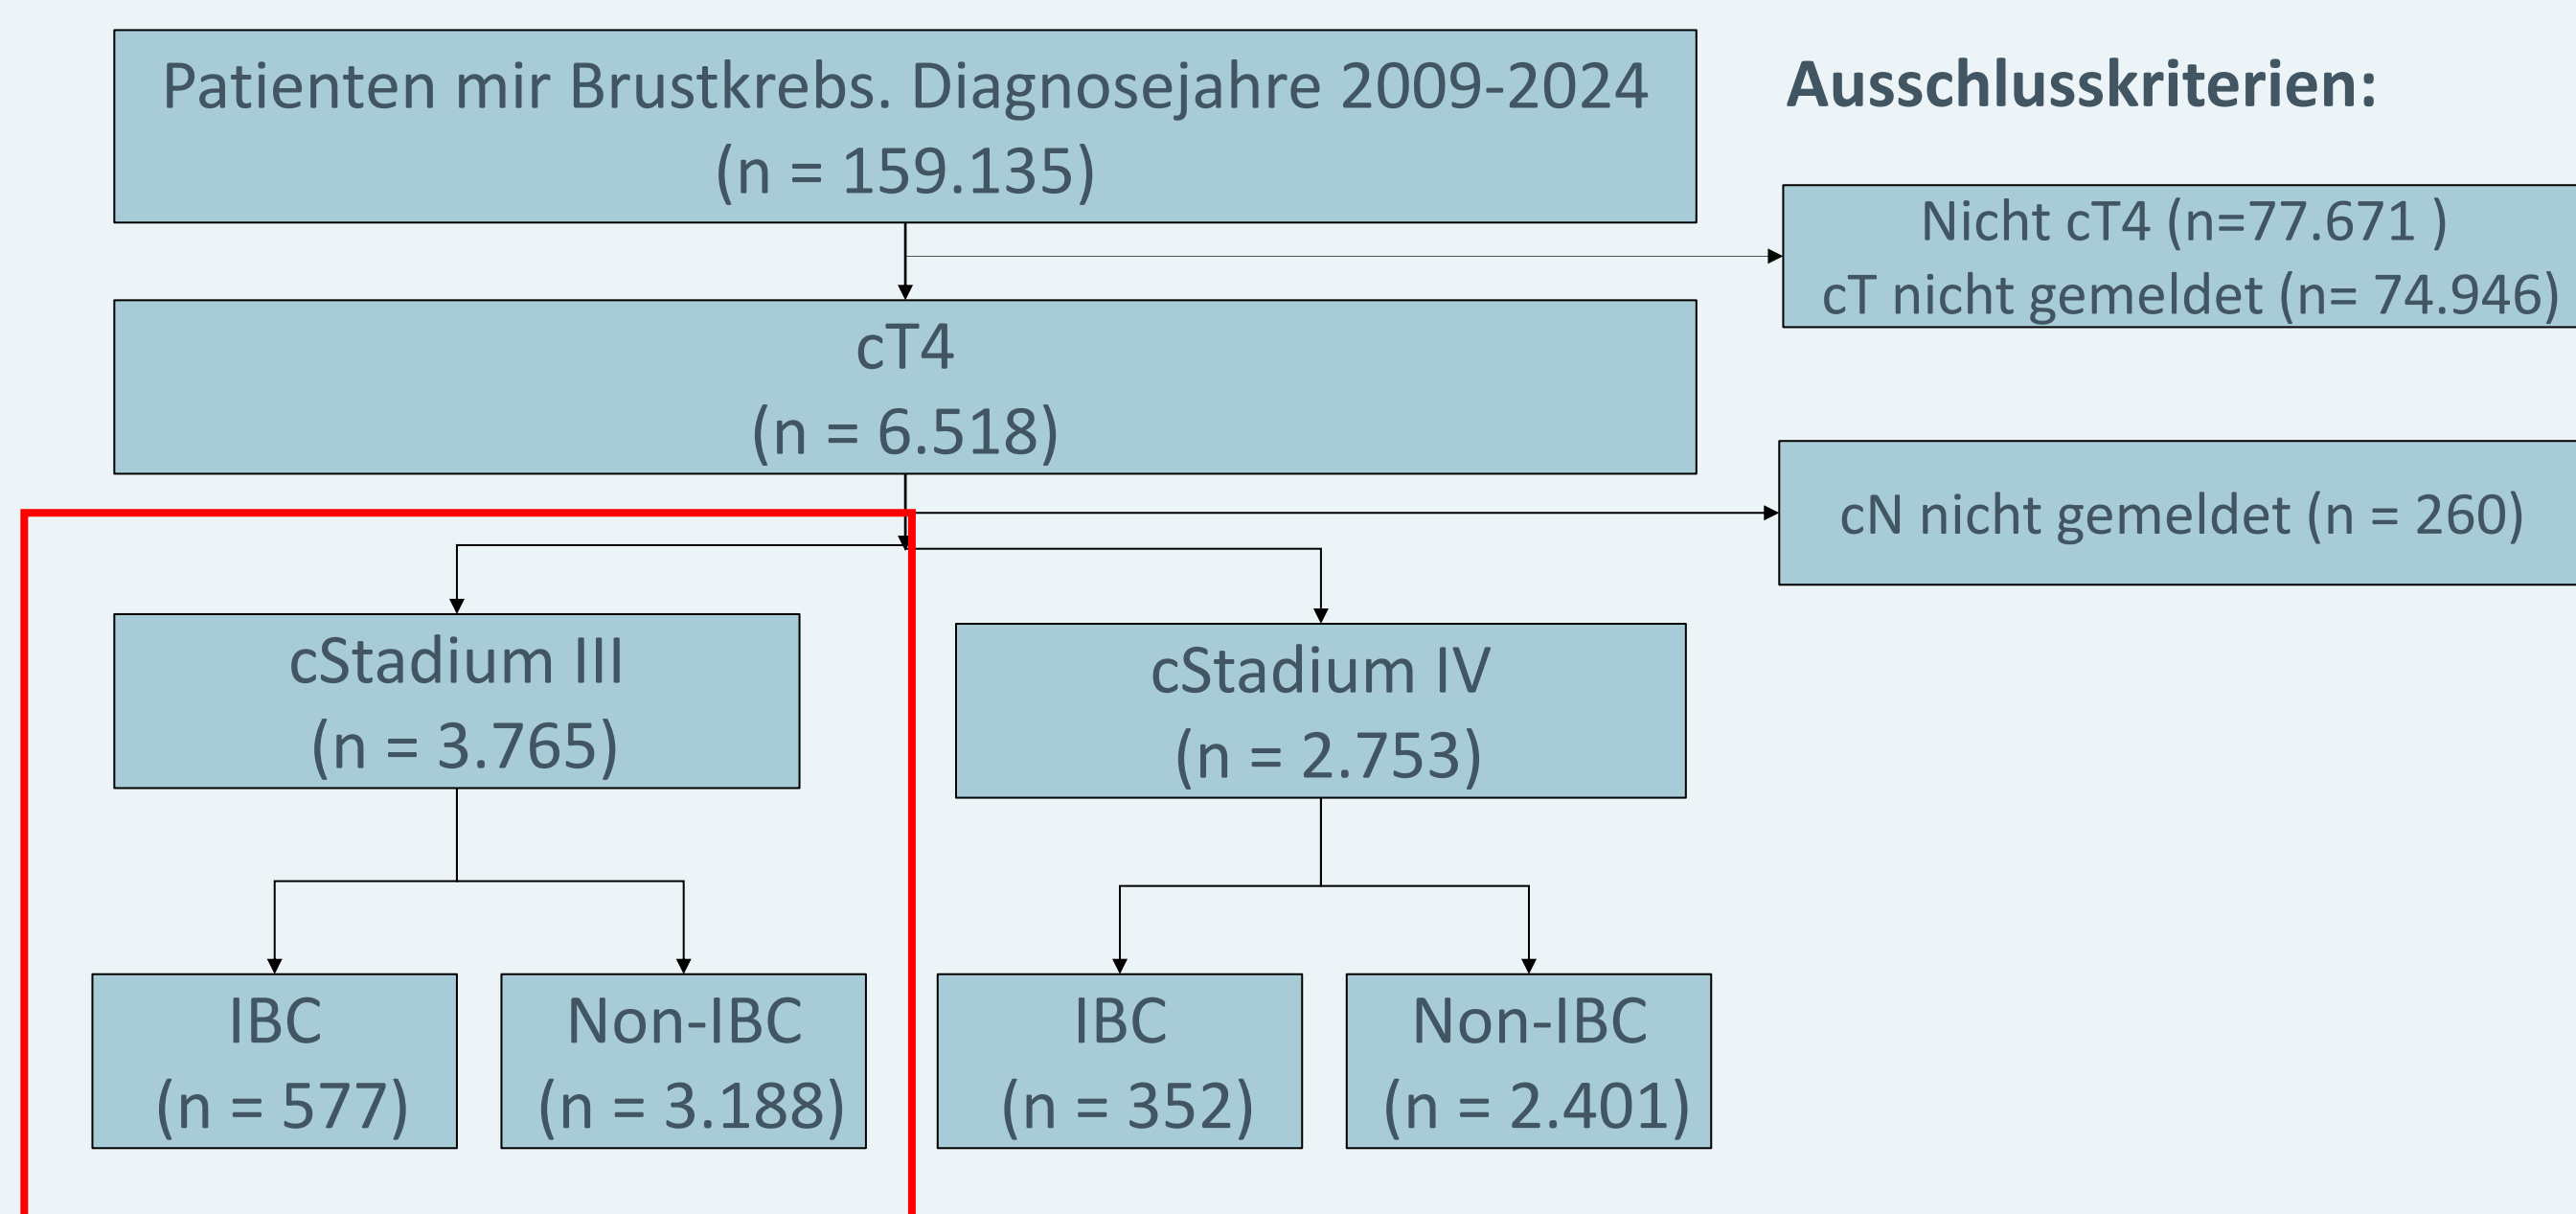 Patienten mir Brustkrebs. Diagnosejahre 2009-2024
(n = 159.135)
Ausschlusskriterien:
Nicht cT4 (n=77.671 )
cT nicht gemeldet (n= 74.946)
cT4
(n = 6.518)
cN nicht gemeldet (n = 260)
cStadium III
(n = 3.765)
cStadium IV
(n = 2.753)
IBC
(n = 577)
Non-IBC
(n = 3.188)
IBC
(n = 352)
Non-IBC
(n = 2.401)